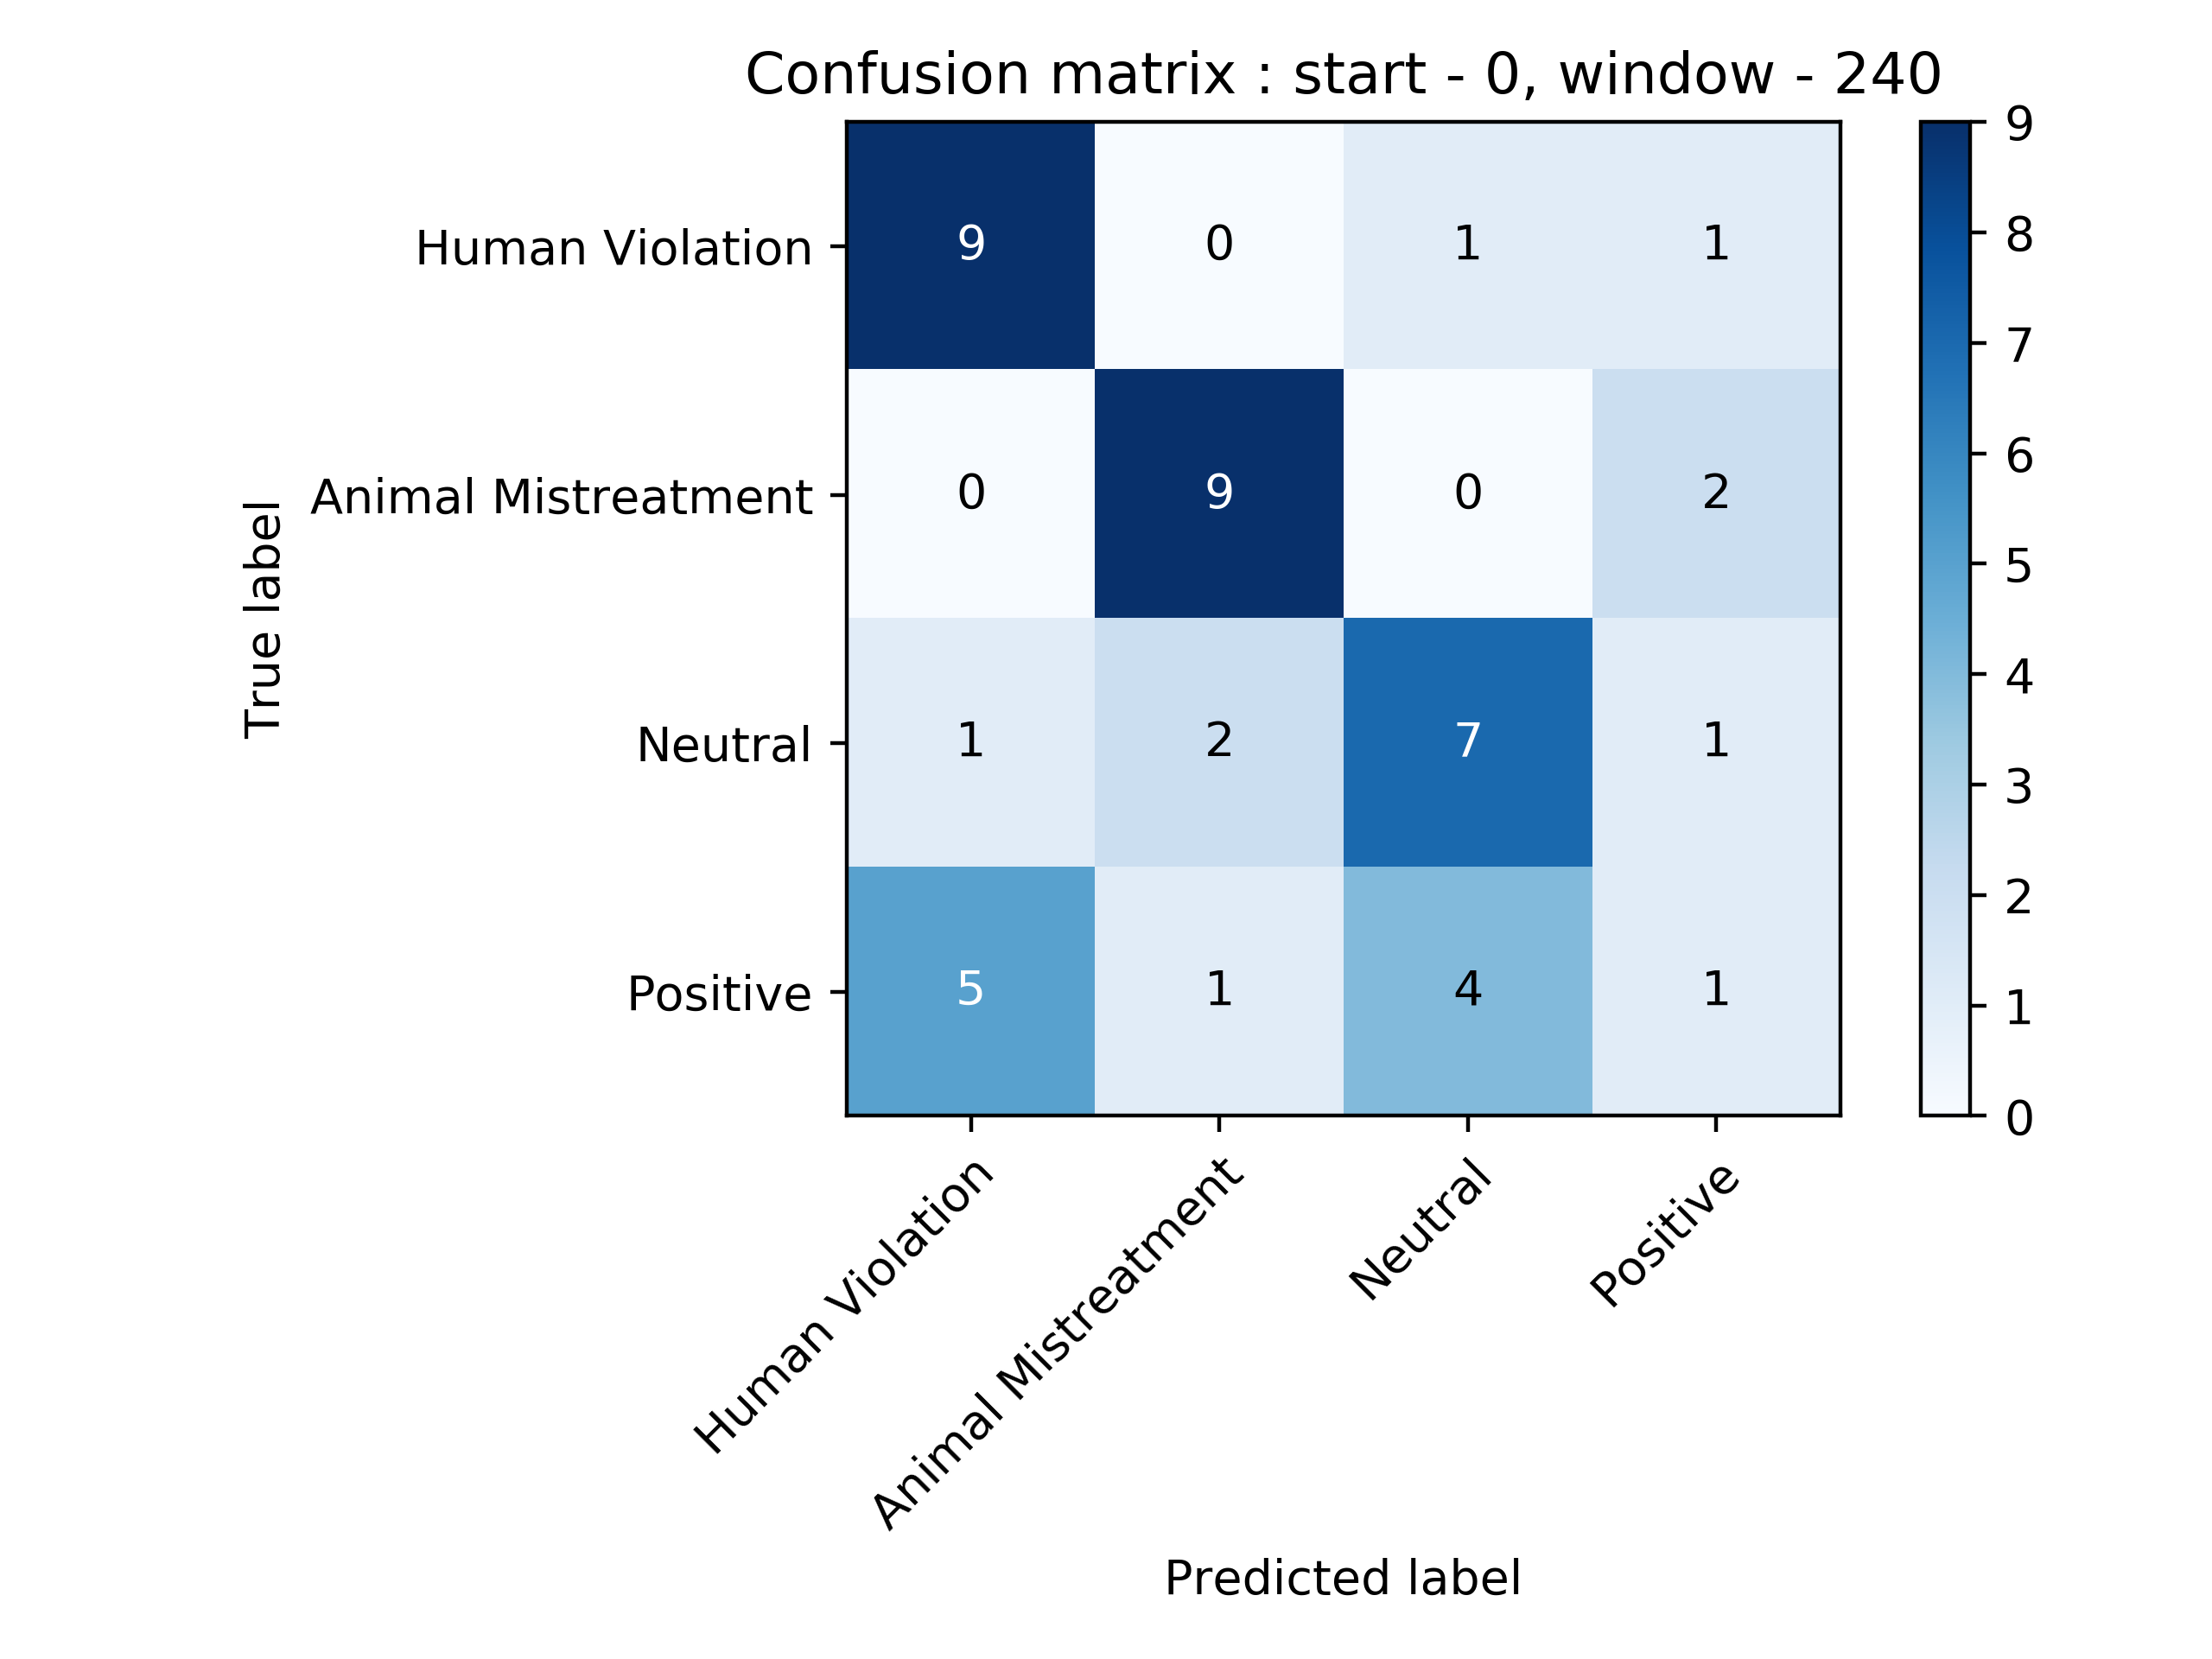 Confusion matrix : start - 0, window - 240
True label
Human Violation 9 0 1 1
Animal Mistreatment 0 9 0 2
Neutral 1 2 7 1
Positive 5 1 4 1
Human Violation
Animal Mistreatment
Neutral
Positive
Predicted label
9
8
7
6
5
4
3
2
1
0